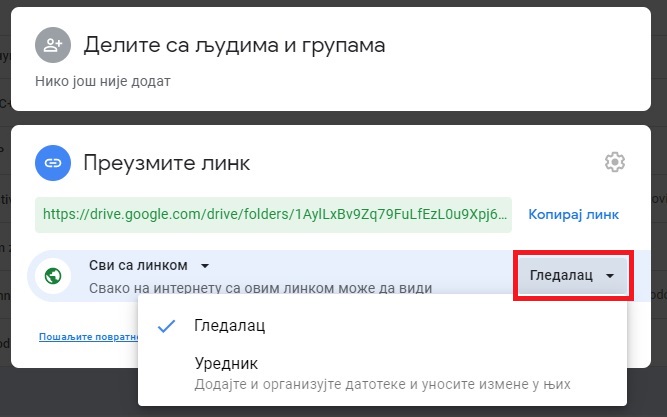 Делите са људима и групама
Нико још није додат
Преузмите линк
https://drive.google.com/drive/folders/1AylLxBv9Zq79FuLfEzL0u9Xpj6...
Копирај линк
Сви са линком
Гледалац
Свако на интернету са овим линком може да види
Гледалац
Пошаљите повратне
Уредник
Додајте и организујте датотеке и уносите измене у њих